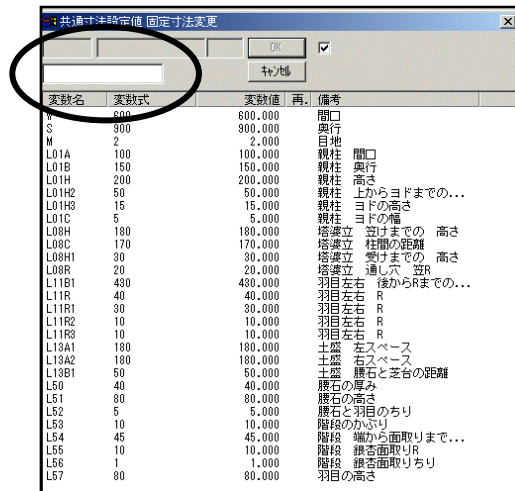 共通寸法設定値 固定寸法変更
OK
キャンセル
変数名 変数式 変数値 再. 備考
W 600 600.000 間口
S 900 900.000 奥行
M 2 2.000 目地
L01A 100 100.000 親柱 間口
L01B 150 150.000 親柱 奥行
L01H 200 200.000 親柱 高さ
L01H2 50 50.000 親柱 上からヨドまでの...
L01H3 15 15.000 親柱 ヨドの高さ
L01C 5 5.000 親柱 ヨドの幅
L08H 180 180.000 塔婆立 笠けまでの 高さ
L08C 170 170.000 塔婆立 柱間の距離
L08H1 30 30.000 塔婆立 受けまでの 高さ
L08R 20 20.000 塔婆立 通し穴 笠R
L11B1 430 430.000 羽目左右 後からRまでの...
L11R 40 40.000 羽目左右 R
L11R1 30 30.000 羽目左右 R
L11R2 10 10.000 羽目左右 R
L11R3 10 10.000 羽目左右 R
L13A1 180 180.000 土盛 左スペース
L13A2 180 180.000 土盛 右スペース
L13B1 50 50.000 土盛 腰石と芝台の距離
L50 40 40.000 腰石の厚み
L51 80 80.000 腰石の高さ
L52 5 5.000 腰石と羽目のちり
L53 10 10.000 階段のかぶり
L54 45 45.000 階段 端から面取りまで...
L55 10 10.000 階段 銀杏面取りR
L56 1 1.000 階段 銀杏面取りちり
L57 80 80.000 羽目の高さ